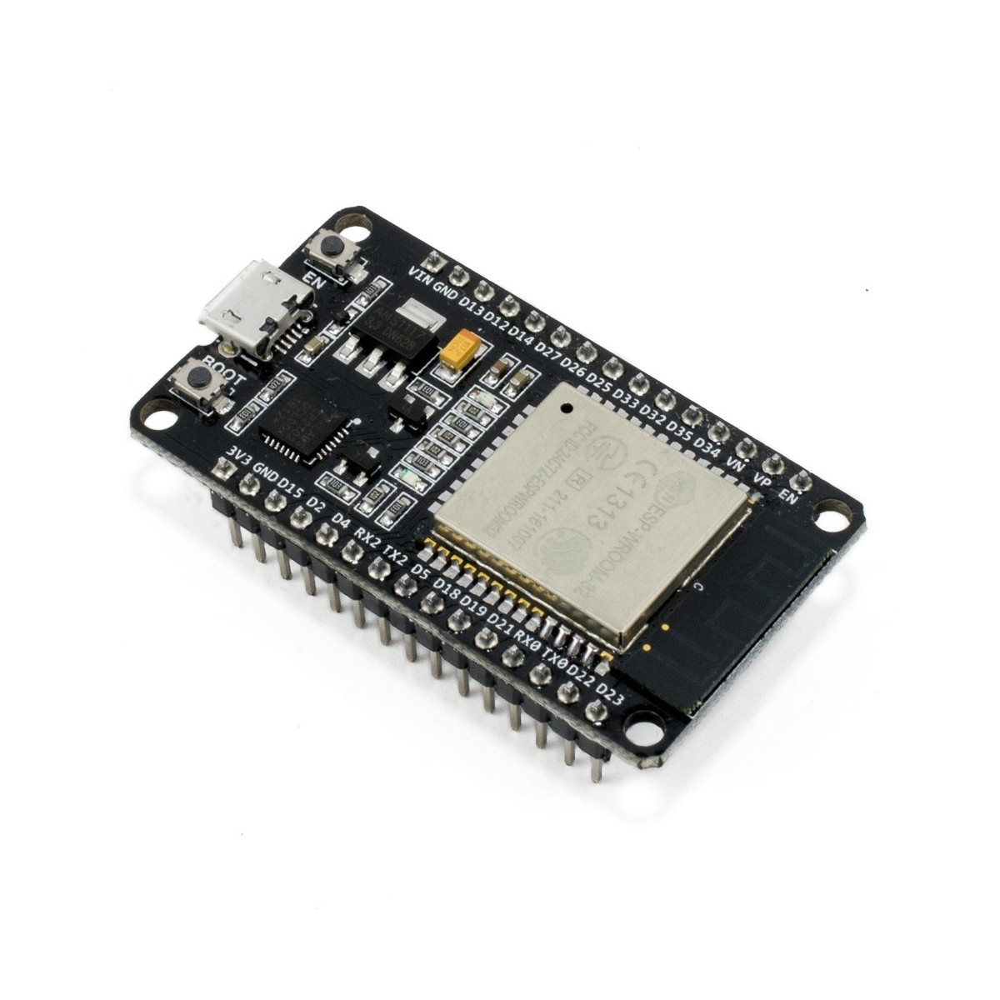 EN
BOOT
VIN GND D13 D12 D14 D27 D26 D25 D33 D32 D35 D34 VN VP EN
AMS1117
3.3 DN628
ESP-WROOM-32
CE1313
R 211-161007
FCC ID:2AC7Z-ESPWROOM32
3V3 GND D15 D2 D4 RX2 TX2 D5 D18 D19 D21 RX0 TX0 D22 D23